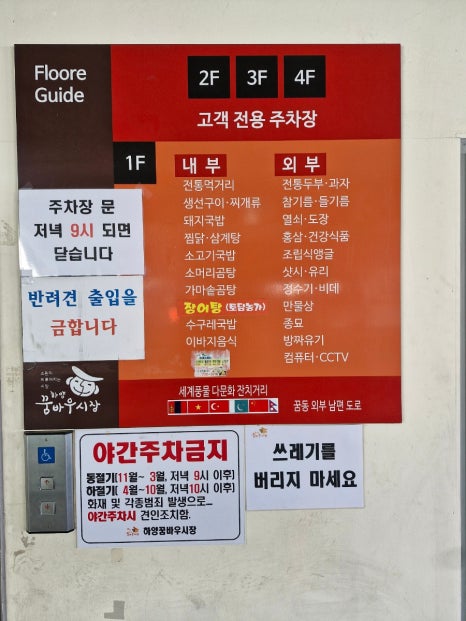 Floore
Guide
2F 3F 4F
고객 전용 주차장
1F
내 부
전통먹거리
생선구이·찌개류
돼지국밥
찜닭·삼계탕
소고기국밥
소머리곰탕
가마솥곰탕
장어탕 (토담농가)
수구레국밥
이바지음식
외 부
전통두부·과자
참기름·들기름
열쇠·도장
홍삼·건강식품
조립식앵글
샷시·유리
정수기·비데
만물상
종묘
방짜유기
컴퓨터·CCTV
주차장 문
저녁 9시 되면
닫습니다
반려견 출입을
금합니다
하양
꿈바우시장
세계풍물 다문화 잔치거리
꿈동 외부 남편 도로
야간주차금지
동절기(11월~ 3월, 저녁 9시 이후)
하절기( 4월~10월, 저녁10시 이후)
화재 및 각종범죄 발생으로
야간주차시 견인조치함.
하양꿈바우시장
쓰레기를
버리지 마세요